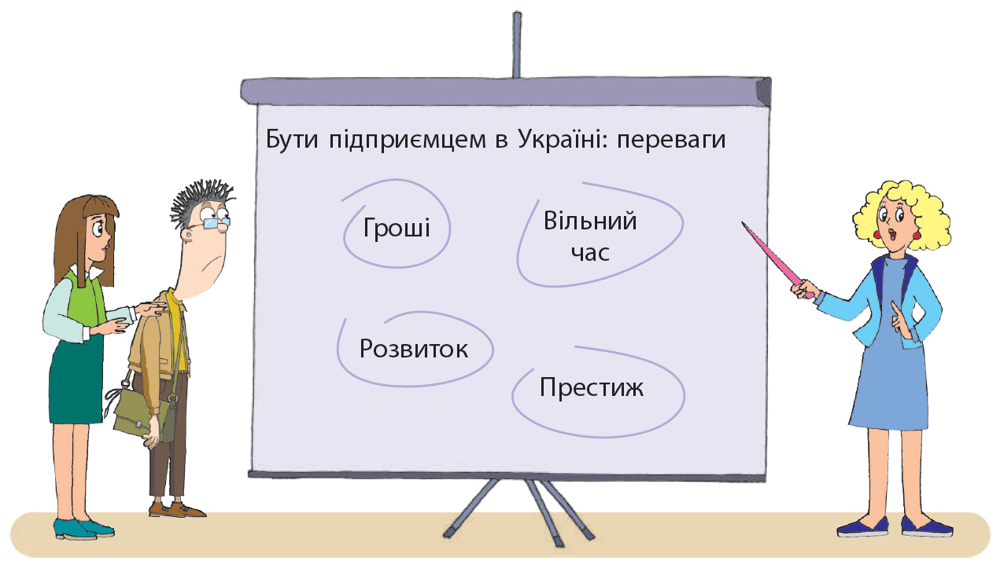 Бути підприємцем в Україні: переваги
Гроші
Вільний
час
Розвиток
Престиж